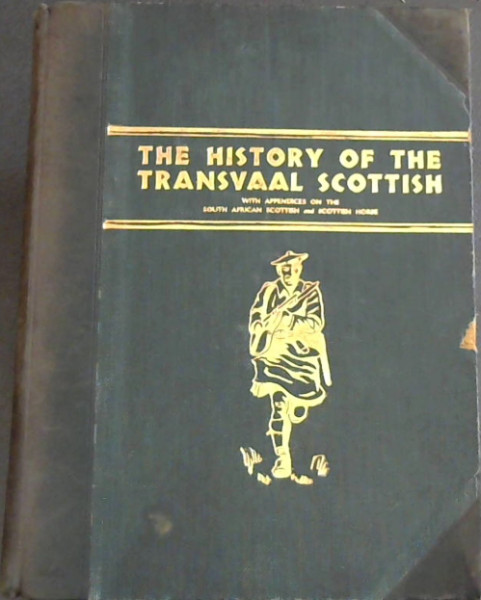 THE HISTORY OF THE
TRANSVAAL SCOTTISH
WITH APPENDICES ON THE
SOUTH AFRICAN SCOTTISH and SCOTTISH HORSE